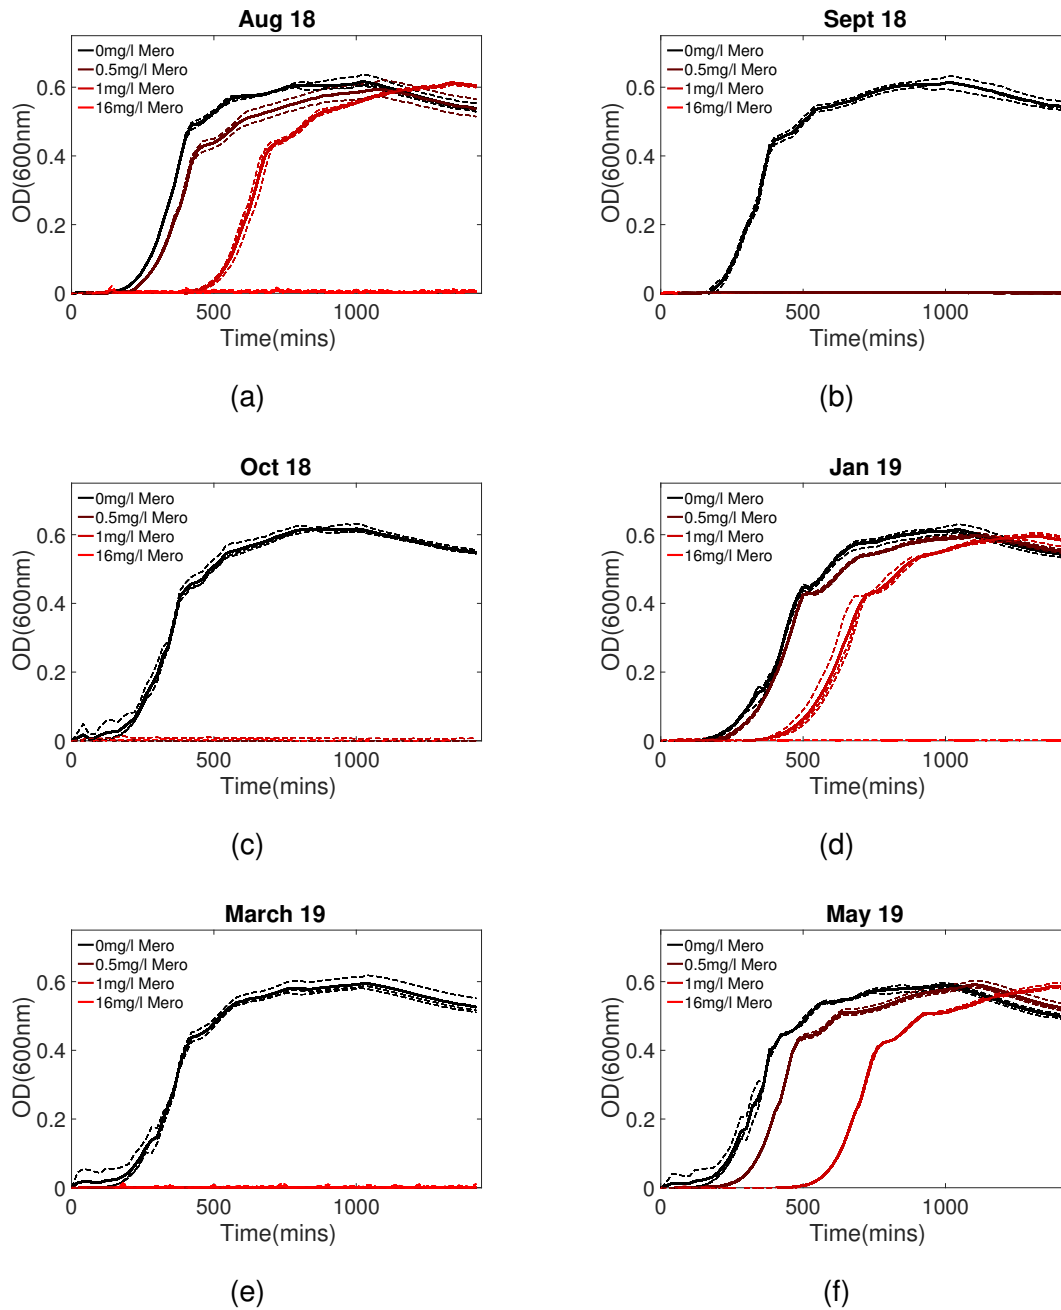 Aug 18
0mg/l Mero
0.5mg/l Mero
1mg/l Mero
16mg/l Mero
OD(600nm)
0.6
0.4
0.2
0
0 500 1000
Time(mins)
(a)
Sept 18
0mg/l Mero
0.5mg/l Mero
1mg/l Mero
16mg/l Mero
OD(600nm)
0.6
0.4
0.2
0
0 500 1000
Time(mins)
(b)
Oct 18
0mg/l Mero
0.5mg/l Mero
1mg/l Mero
16mg/l Mero
OD(600nm)
0.6
0.4
0.2
0
0 500 1000
Time(mins)
(c)
Jan 19
0mg/l Mero
0.5mg/l Mero
1mg/l Mero
16mg/l Mero
OD(600nm)
0.6
0.4
0.2
0
0 500 1000
Time(mins)
(d)
March 19
0mg/l Mero
0.5mg/l Mero
1mg/l Mero
16mg/l Mero
OD(600nm)
0.6
0.4
0.2
0
0 500 1000
Time(mins)
(e)
May 19
0mg/l Mero
0.5mg/l Mero
1mg/l Mero
16mg/l Mero
OD(600nm)
0.6
0.4
0.2
0
0 500 1000
Time(mins)
(f)